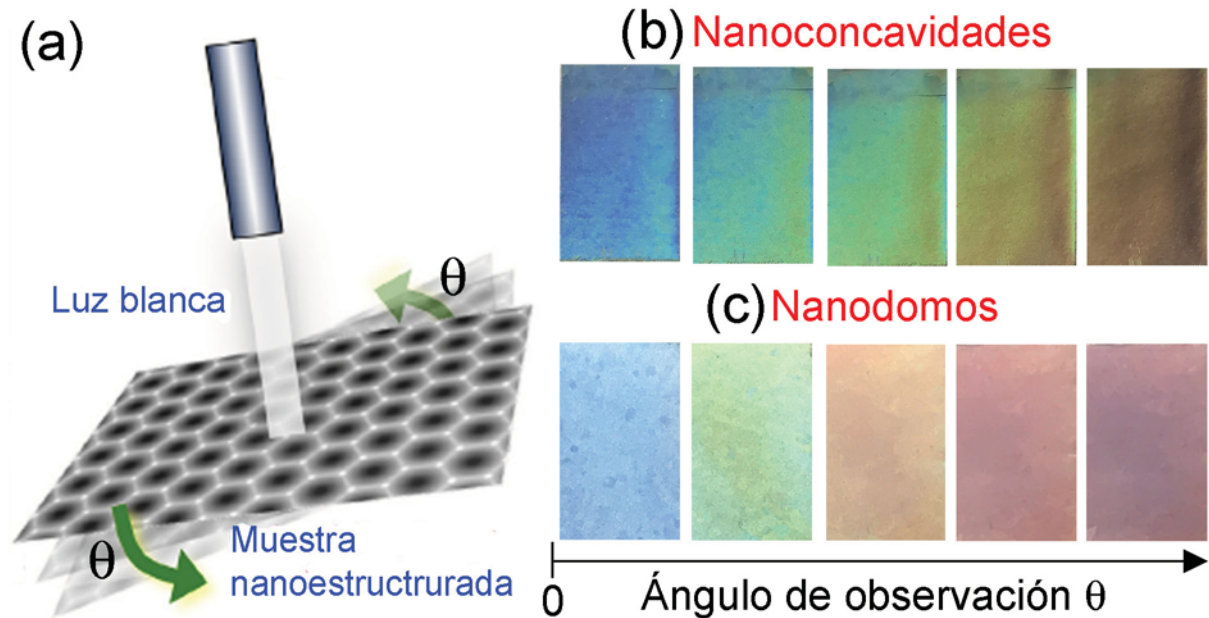 (a)
Luz blanca
θ
θ
Muestra
nanoestructrurada
(b) Nanoconcavidades
(c) Nanodomos
0
Ángulo de observación θ